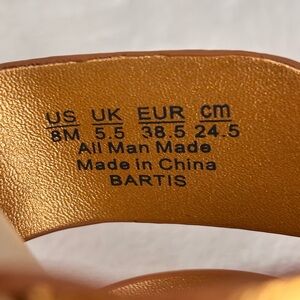 US UK EUR cm
8M 5.5 38.5 24.5
All Man Made
Made in China
BARTIS